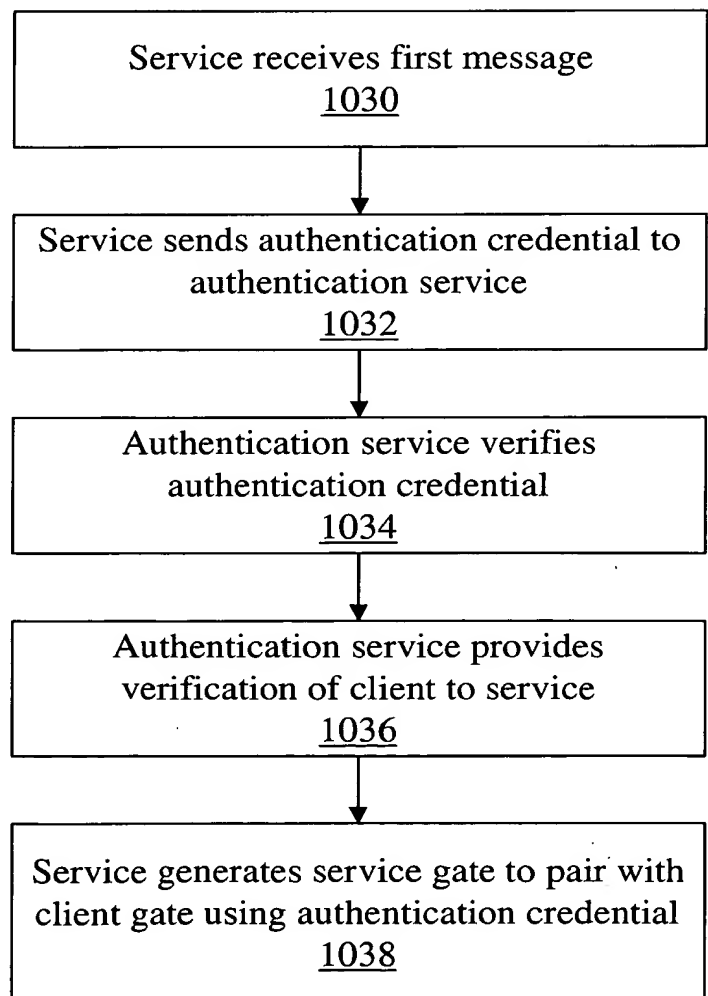 Service receives first message
1030
Service sends authentication credential to
authentication service
1032
Authentication service verifies
authentication credential
1034
Authentication service provides
verification of client to service
1036
Service generates service gate to pair with
client gate using authentication credential
1038